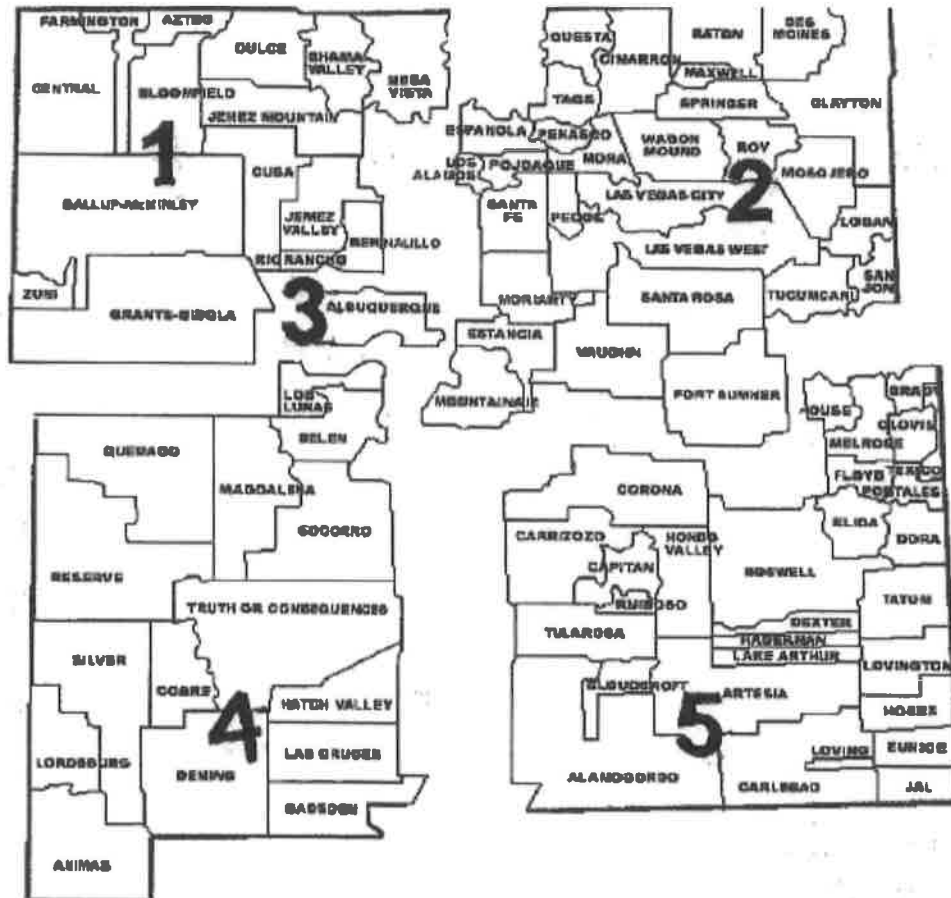 FARMINGTON
AZTEC
CENTRAL
BLOOMFIELD
DULCE
CHAMA
VALLEY
MESA
VISTA
JEMEZ MOUNTAIN
1
GALLUP-McKINLEY
CUBA
JEMEZ
VALLEY
BERNALILLO
RIO RANCHO
ZUNI
GRANTS-CIBOLA
3
ALBUQUERQUE
QUESTA
CIMARRON
RATON
DES
MOINES
MAXWELL
TAOS
SPRINGER
CLAYTON
ESPANOLA
PENASCO
WAGON
MOUND
ROY
LOS
ALAMOS
POJOAQUE
MORA
MOSQUERO
2
SANTA
FE
PECOS
LAS VEGAS CITY
LOGAN
LAS VEGAS WEST
SAN
JON
MORIARTY
SANTA ROSA
TUCUMCARI
ESTANCIA
VAUGHN
MOUNTAINAIR
FORT SUMNER
LOS
LUNAS
BELEN
QUEMADO
MAGDALENA
SOCORRO
RESERVE
TRUTH OR CONSEQUENCES
SILVER
COBRE
4
HATCH VALLEY
LORDSBURG
DEMING
LAS CRUCES
GADSDEN
ANIMAS
GRADY
HOUSE
CLOVIS
MELROSE
FLOYD
TEXICO
PORTALES
CORONA
ELIDA
DORA
CARRIZOZO
HONDO
VALLEY
CAPITAN
ROSWELL
RUIDOSO
TATUM
TULAROSA
DEXTER
HAGERMAN
LAKE ARTHUR
LOVINGTON
CLOUDCROFT
ARTESIA
5
HOBBS
LOVING
EUNICE
ALAMOGORDO
CARLSBAD
JAL